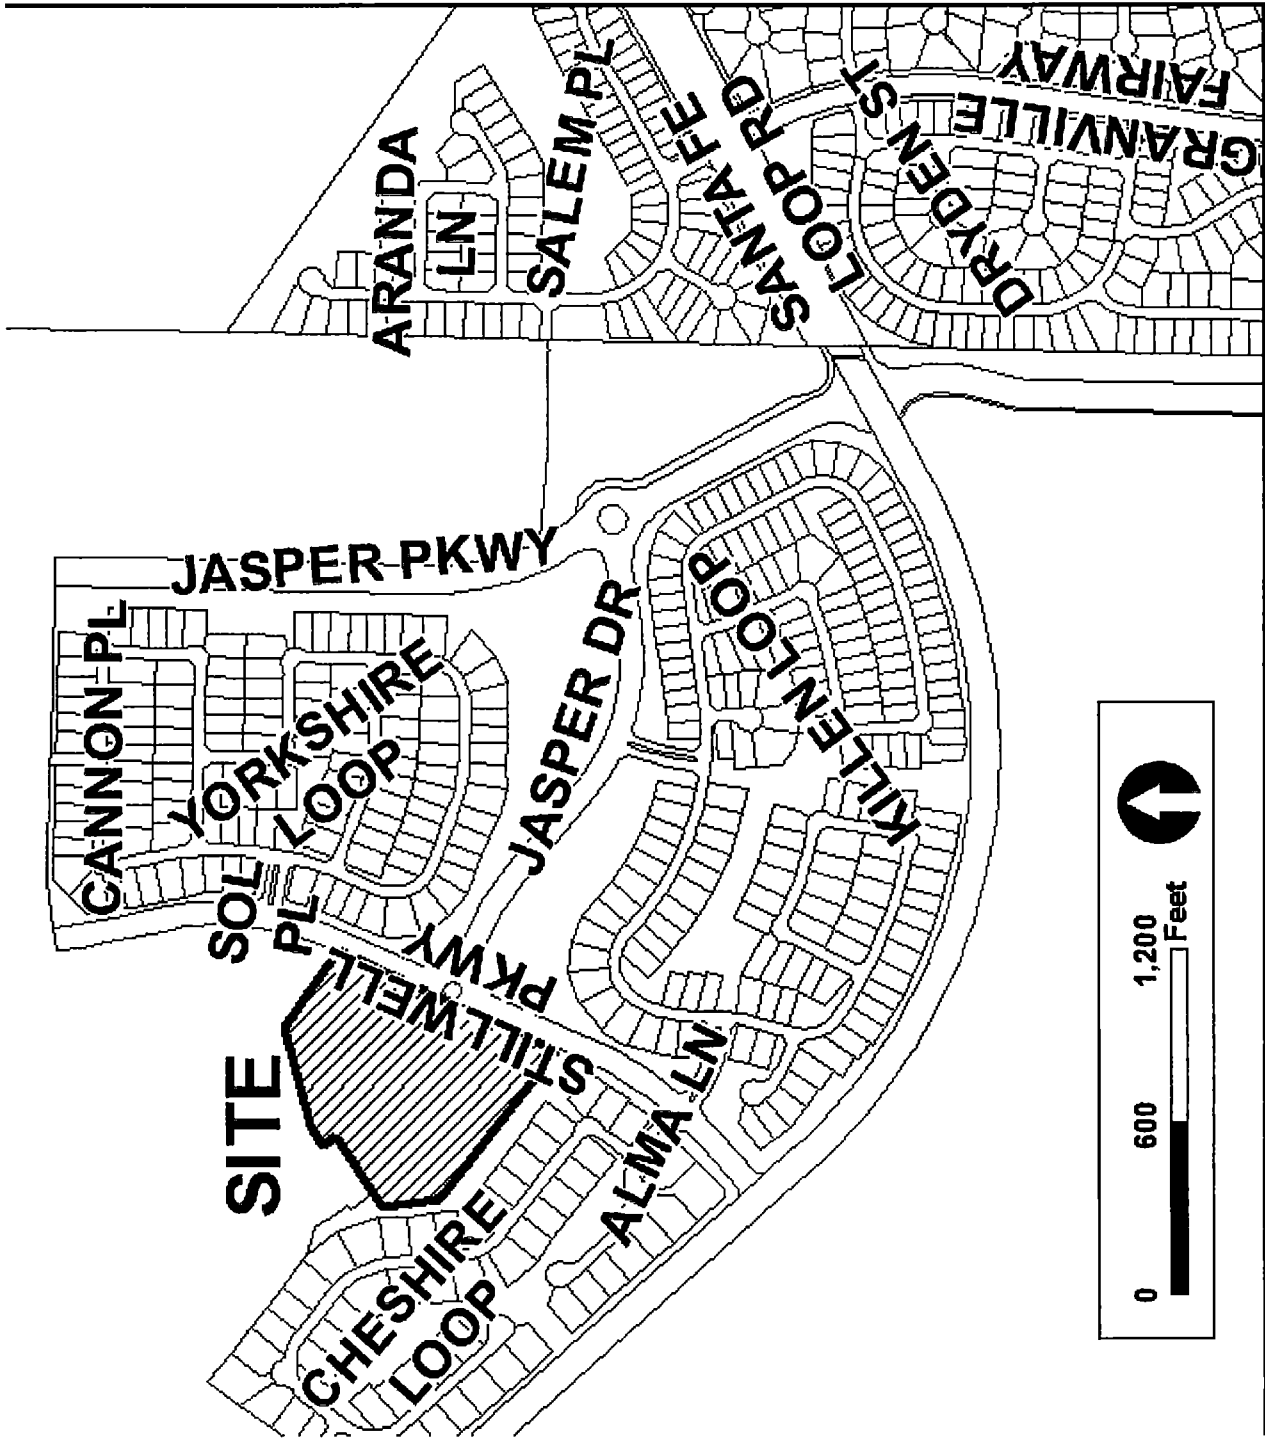 SALEM PL
ARANDA
LN
SANTA FE
LOOP RD
DRYDEN ST
GRANVILLE
FAIRWAY
JASPER PKWY
CANNON PL
YORKSHIRE
LOOP
JASPER DR
KILLEN LOOP
SOL
PL
STILLWELL
PKWY
SITE
ALMA LN
CHESHIRE
LOOP
0 600 1,200
Feet